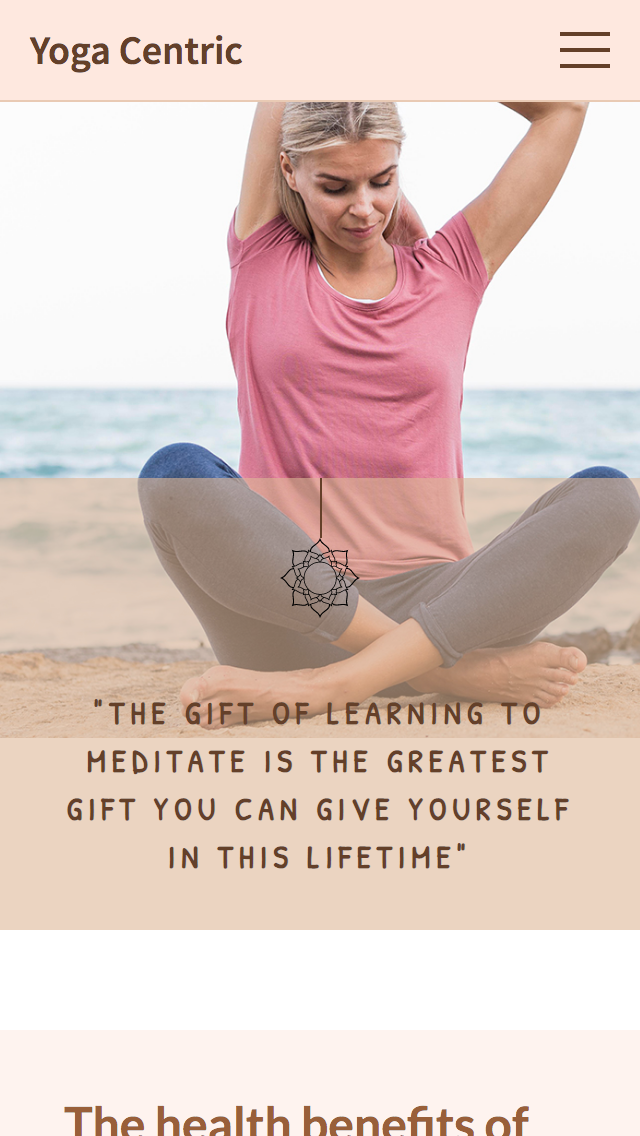 Yoga Centric
"THE GIFT OF LEARNING TO
MEDITATE IS THE GREATEST
GIFT YOU CAN GIVE YOURSELF
IN THIS LIFETIME"
The health benefits of